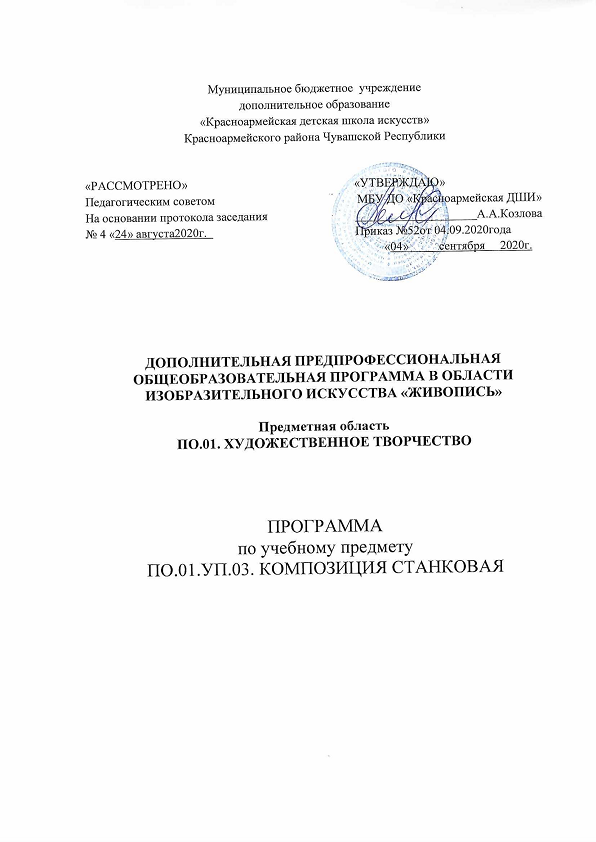 Муниципальное бюджетное учреждение
дополнительное образование
«Красноармейская детская школа искусств»
Красноармейского района Чувашской Республики
«РАССМОТРЕНО»
Педагогическим советом
На основании протокола заседания
№ 4 «24» августа2020г.
«УТВЕРЖДАЮ»
МБУ ДО «Красноармейская ДШИ»
А.А.Козлова
Приказ №52от 04.09.2020года
«04» сентября 2020г.
ДОПОЛНИТЕЛЬНАЯ ПРЕДПРОФЕССИОНАЛЬНАЯ
ОБЩЕОБРАЗОВАТЕЛЬНАЯ ПРОГРАММА В ОБЛАСТИ
ИЗОБРАЗИТЕЛЬНОГО ИСКУССТВА «ЖИВОПИСЬ»
Предметная область
ПО.01. ХУДОЖЕСТВЕННОЕ ТВОРЧЕСТВО
ПРОГРАММА
по учебному предмету
ПО.01.УП.03. КОМПОЗИЦИЯ СТАНКОВАЯ